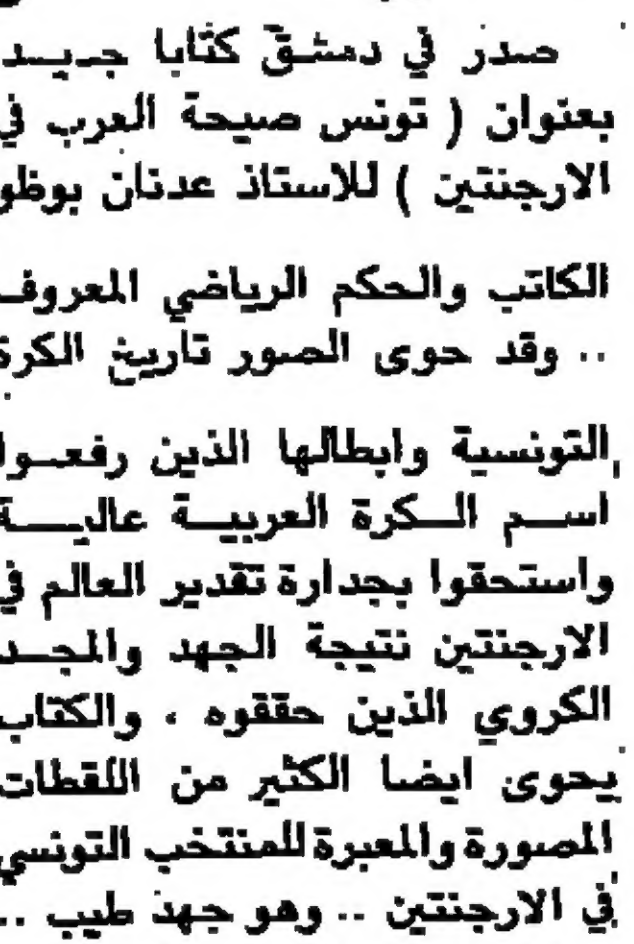 صدر في دمشق كتابا جديد
بعنوان ( تونس صيحة العرب في
الارجنتين ) للاستاذ عدنان بوظو
الكاتب والحكم الرياضي المعروف
.. وقد حوى الصور تاريخ الكرة
التونسية وابطالها الذين رفعوا
اسم الكرة العربية عالية
واستحقوا بجدارة تقدير العالم في
الارجنتين نتيجة الجهد والمجد
الكروي الذين حققوه ، والكتاب
يحوى ايضا الكثير من اللقطات
المصورة والمعبرة للمنتخب التونسي
في الارجنتين .. وهو جهد طيب ..